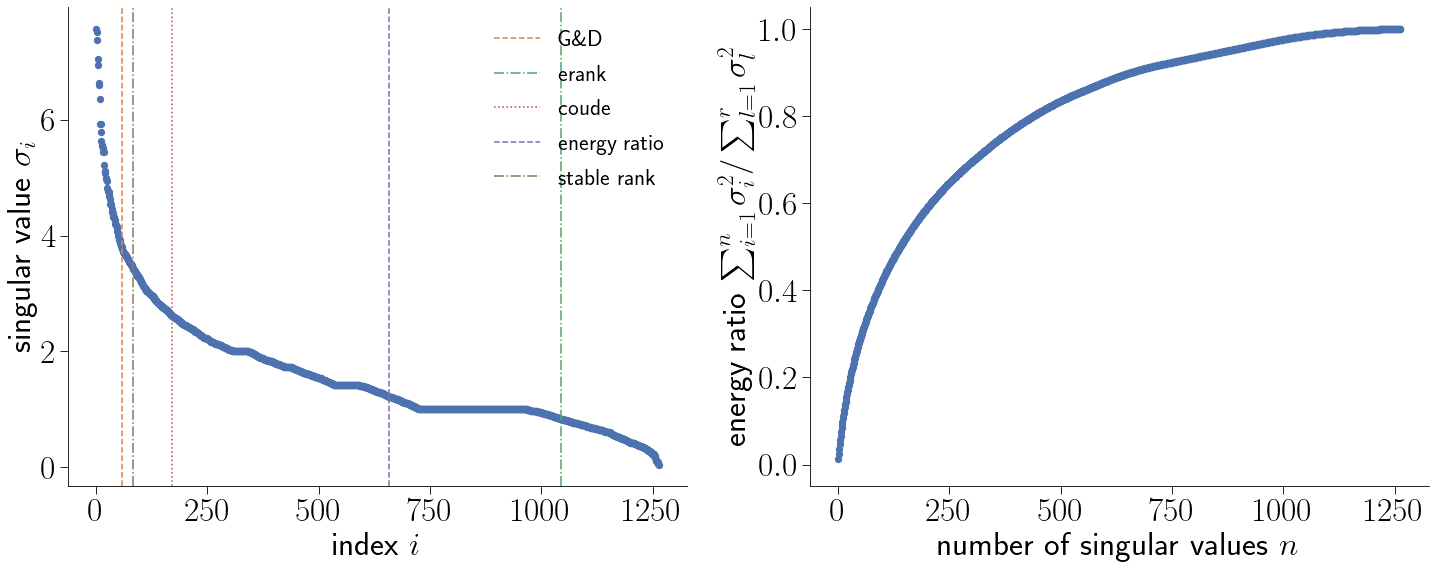 singular value σ_i
6
4
2
0
0 250 500 750 1000 1250
index i
G&D
erank
coude
energy ratio
stable rank
energy ratio ∑_{i=1}^{n} σ_i^2 / ∑_{l=1}^{r} σ_l^2
1.0
0.8
0.6
0.4
0.2
0.0
0 250 500 750 1000 1250
number of singular values n